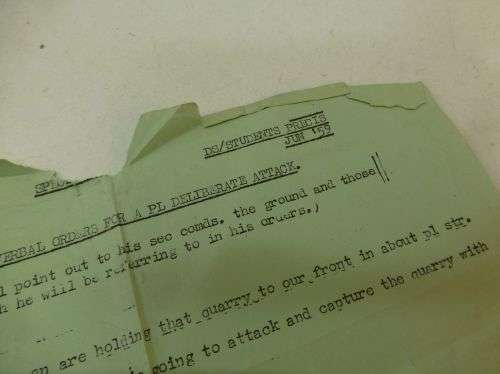 DS/STUDENTS PRECIS
JUN '59
VERBAL ORDERS FOR A PL DELIBERATE ATTACK.
point out to his sec comds. the ground and those
h he will be referring to in his orders.)
are holding that quarry to our front in about pl str.
going to attack and capture the quarry with